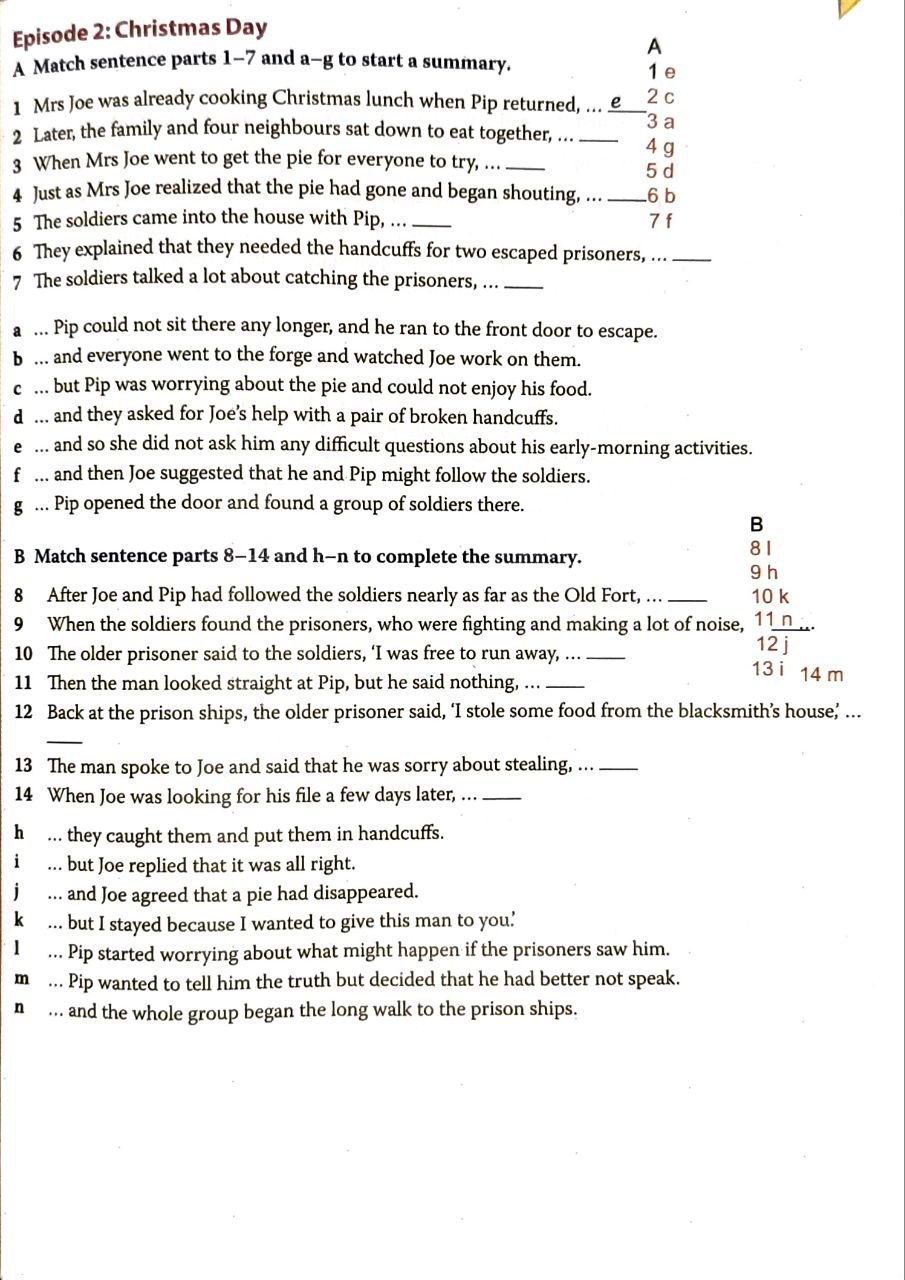 Episode 2: Christmas Day
A Match sentence parts 1–7 and a–g to start a summary.
1 Mrs Joe was already cooking Christmas lunch when Pip returned, ... e
2 Later, the family and four neighbours sat down to eat together, ... ____
3 When Mrs Joe went to get the pie for everyone to try, ... ____
4 Just as Mrs Joe realized that the pie had gone and began shouting, ... ____
5 The soldiers came into the house with Pip, ... ____
6 They explained that they needed the handcuffs for two escaped prisoners, ... ____
7 The soldiers talked a lot about catching the prisoners, ... ____
A
1 e
2 c
3 a
4 g
5 d
6 b
7 f
a ... Pip could not sit there any longer, and he ran to the front door to escape.
b ... and everyone went to the forge and watched Joe work on them.
c ... but Pip was worrying about the pie and could not enjoy his food.
d ... and they asked for Joe's help with a pair of broken handcuffs.
e ... and so she did not ask him any difficult questions about his early-morning activities.
f ... and then Joe suggested that he and Pip might follow the soldiers.
g ... Pip opened the door and found a group of soldiers there.
B Match sentence parts 8–14 and h–n to complete the summary.
8 After Joe and Pip had followed the soldiers nearly as far as the Old Fort, ... ____
9 When the soldiers found the prisoners, who were fighting and making a lot of noise, ____ ...
10 The older prisoner said to the soldiers, 'I was free to run away, ... ____
11 Then the man looked straight at Pip, but he said nothing, ... ____
12 Back at the prison ships, the older prisoner said, 'I stole some food from the blacksmith's house,' ...
____
13 The man spoke to Joe and said that he was sorry about stealing, ... ____
14 When Joe was looking for his file a few days later, ... ____
B
8 l
9 h
10 k
11 n
12 j
13 i 14 m
h ... they caught them and put them in handcuffs.
i ... but Joe replied that it was all right.
j ... and Joe agreed that a pie had disappeared.
k ... but I stayed because I wanted to give this man to you.'
l ... Pip started worrying about what might happen if the prisoners saw him.
m ... Pip wanted to tell him the truth but decided that he had better not speak.
n ... and the whole group began the long walk to the prison ships.